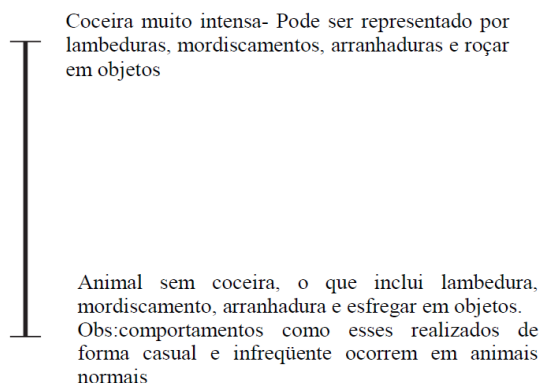 Coceira muito intensa- Pode ser representado por
lambeduras, mordiscamentos, arranhaduras e roçar
em objetos
Animal sem coceira, o que inclui lambedura,
mordiscamento, arranhadura e esfregar em objetos.
Obs:comportamentos como esses realizados de
forma casual e infreqüente ocorrem em animais
normais